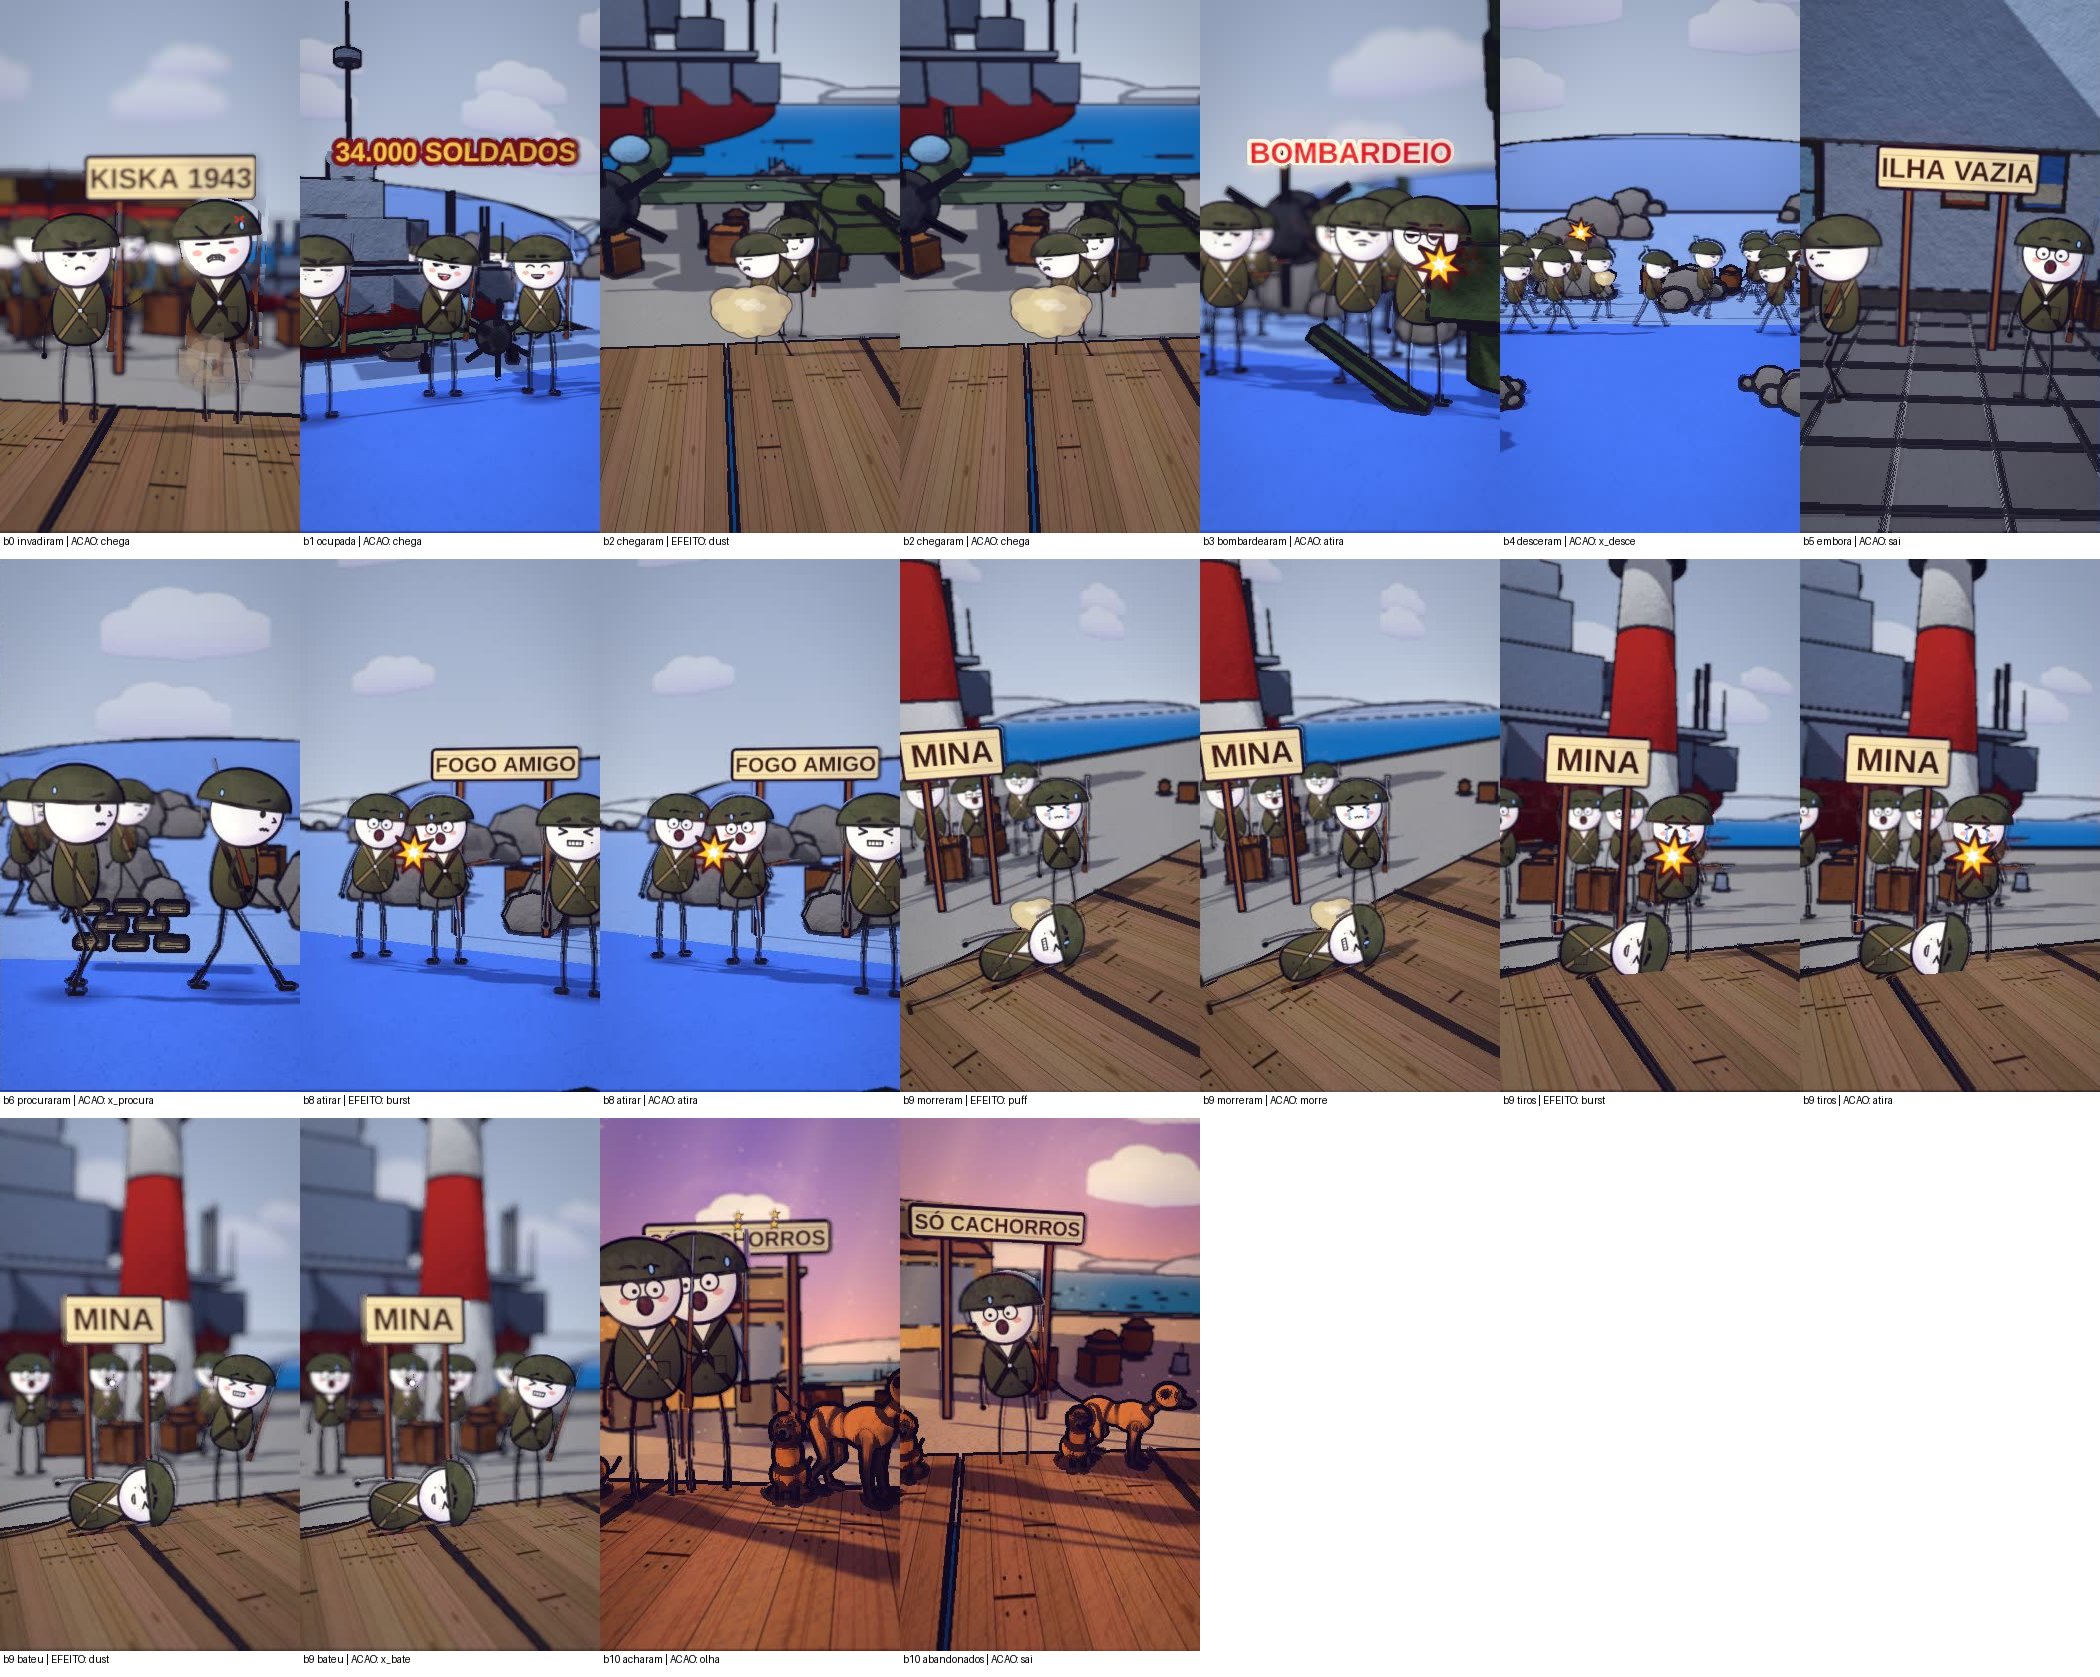 KISKA 1943
34.000 SOLDADOS
BOMBARDEIO
ILHA VAZIA
b0 invadiram | ACAO: chega
b1 ocupada | ACAO: chega
b2 chegaram | EFEITO: dust
b2 chegaram | ACAO: chega
b3 bombardearam | ACAO: atira
b4 desceram | ACAO: x_desce
b5 embora | ACAO: sai
FOGO AMIGO
FOGO AMIGO
MINA
MINA
MINA
MINA
b6 procuraram | ACAO: x_procura
b8 atirar | EFEITO: burst
b8 atirar | ACAO: atira
b9 morreram | EFEITO: puff
b9 morreram | ACAO: morre
b9 tiros | EFEITO: burst
b9 tiros | ACAO: atira
MINA
MINA
CHORROS
SÓ CACHORROS
b9 bateu | EFEITO: dust
b9 bateu | ACAO: x_bate
b10 acharam | ACAO: olha
b10 abandonados | ACAO: sai